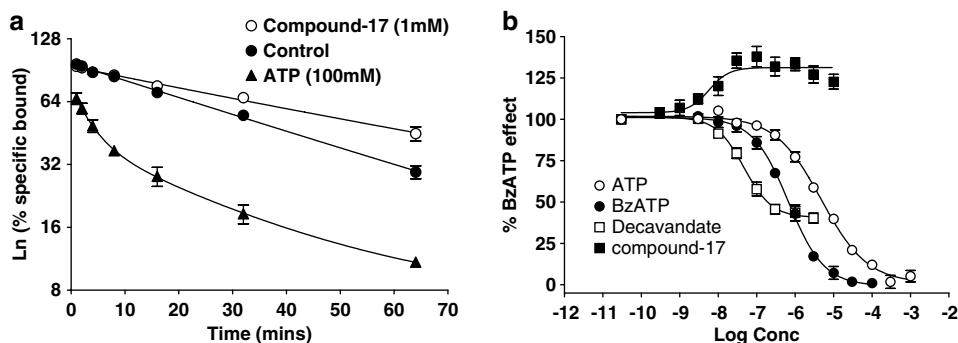 a
Compound-17 (1mM)
Control
ATP (100mM)
128
64
32
16
8
Ln (% specific bound)
0 10 20 30 40 50 60 70
Time (mins)
b
150
125
100
75
50
25
0
% BzATP effect
ATP
BzATP
Decavandate
compound-17
-12 -11 -10 -9 -8 -7 -6 -5 -4 -3 -2
Log Conc